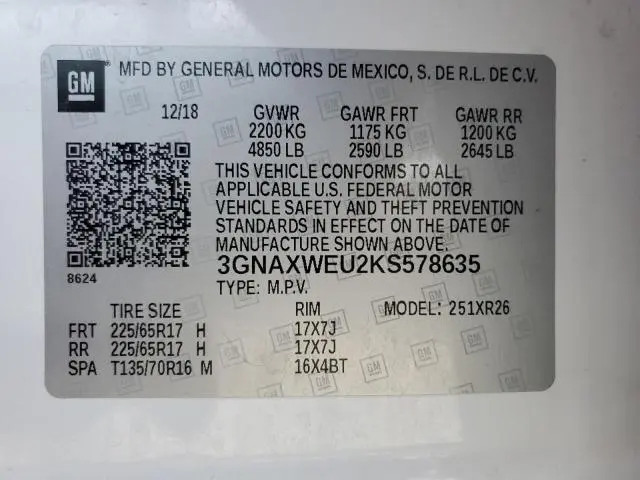 GM MFD BY GENERAL MOTORS DE MEXICO, S. DE R.L. DE C.V.
12/18 GVWR GAWR FRT GAWR RR
2200 KG 1175 KG 1200 KG
4850 LB 2590 LB 2645 LB
THIS VEHICLE CONFORMS TO ALL
APPLICABLE U.S. FEDERAL MOTOR
VEHICLE SAFETY AND THEFT PREVENTION
STANDARDS IN EFFECT ON THE DATE OF
MANUFACTURE SHOWN ABOVE.
8624
3GNAXWEU2KS578635
TYPE: M.P.V.
TIRE SIZE RIM MODEL: 251XR26
FRT 225/65R17 H 17X7J
RR 225/65R17 H 17X7J
SPA T135/70R16 M 16X4BT